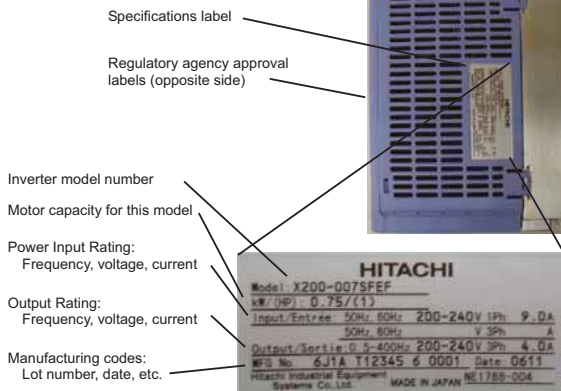 Specifications label
Regulatory agency approval
labels (opposite side)
Inverter model number
Motor capacity for this model
Power Input Rating:
Frequency, voltage, current
Output Rating:
Frequency, voltage, current
Manufacturing codes:
Lot number, date, etc.
HITACHI
HITACHI
Model: X200-007SFEF
kW/(HP): 0.75/(1)
Input/Entree: 50Hz, 60Hz 200-240V 1Ph 9.0A
50Hz, 60Hz V 3Ph A
Output/Sortie: 0.5-400Hz 200-240V 3Ph 4.0A
MFG No. 6J1A T12345 6 0001 Date: 0611
Hitachi Industrial Equipment
Systems Co., Ltd. MADE IN JAPAN NE1786-004